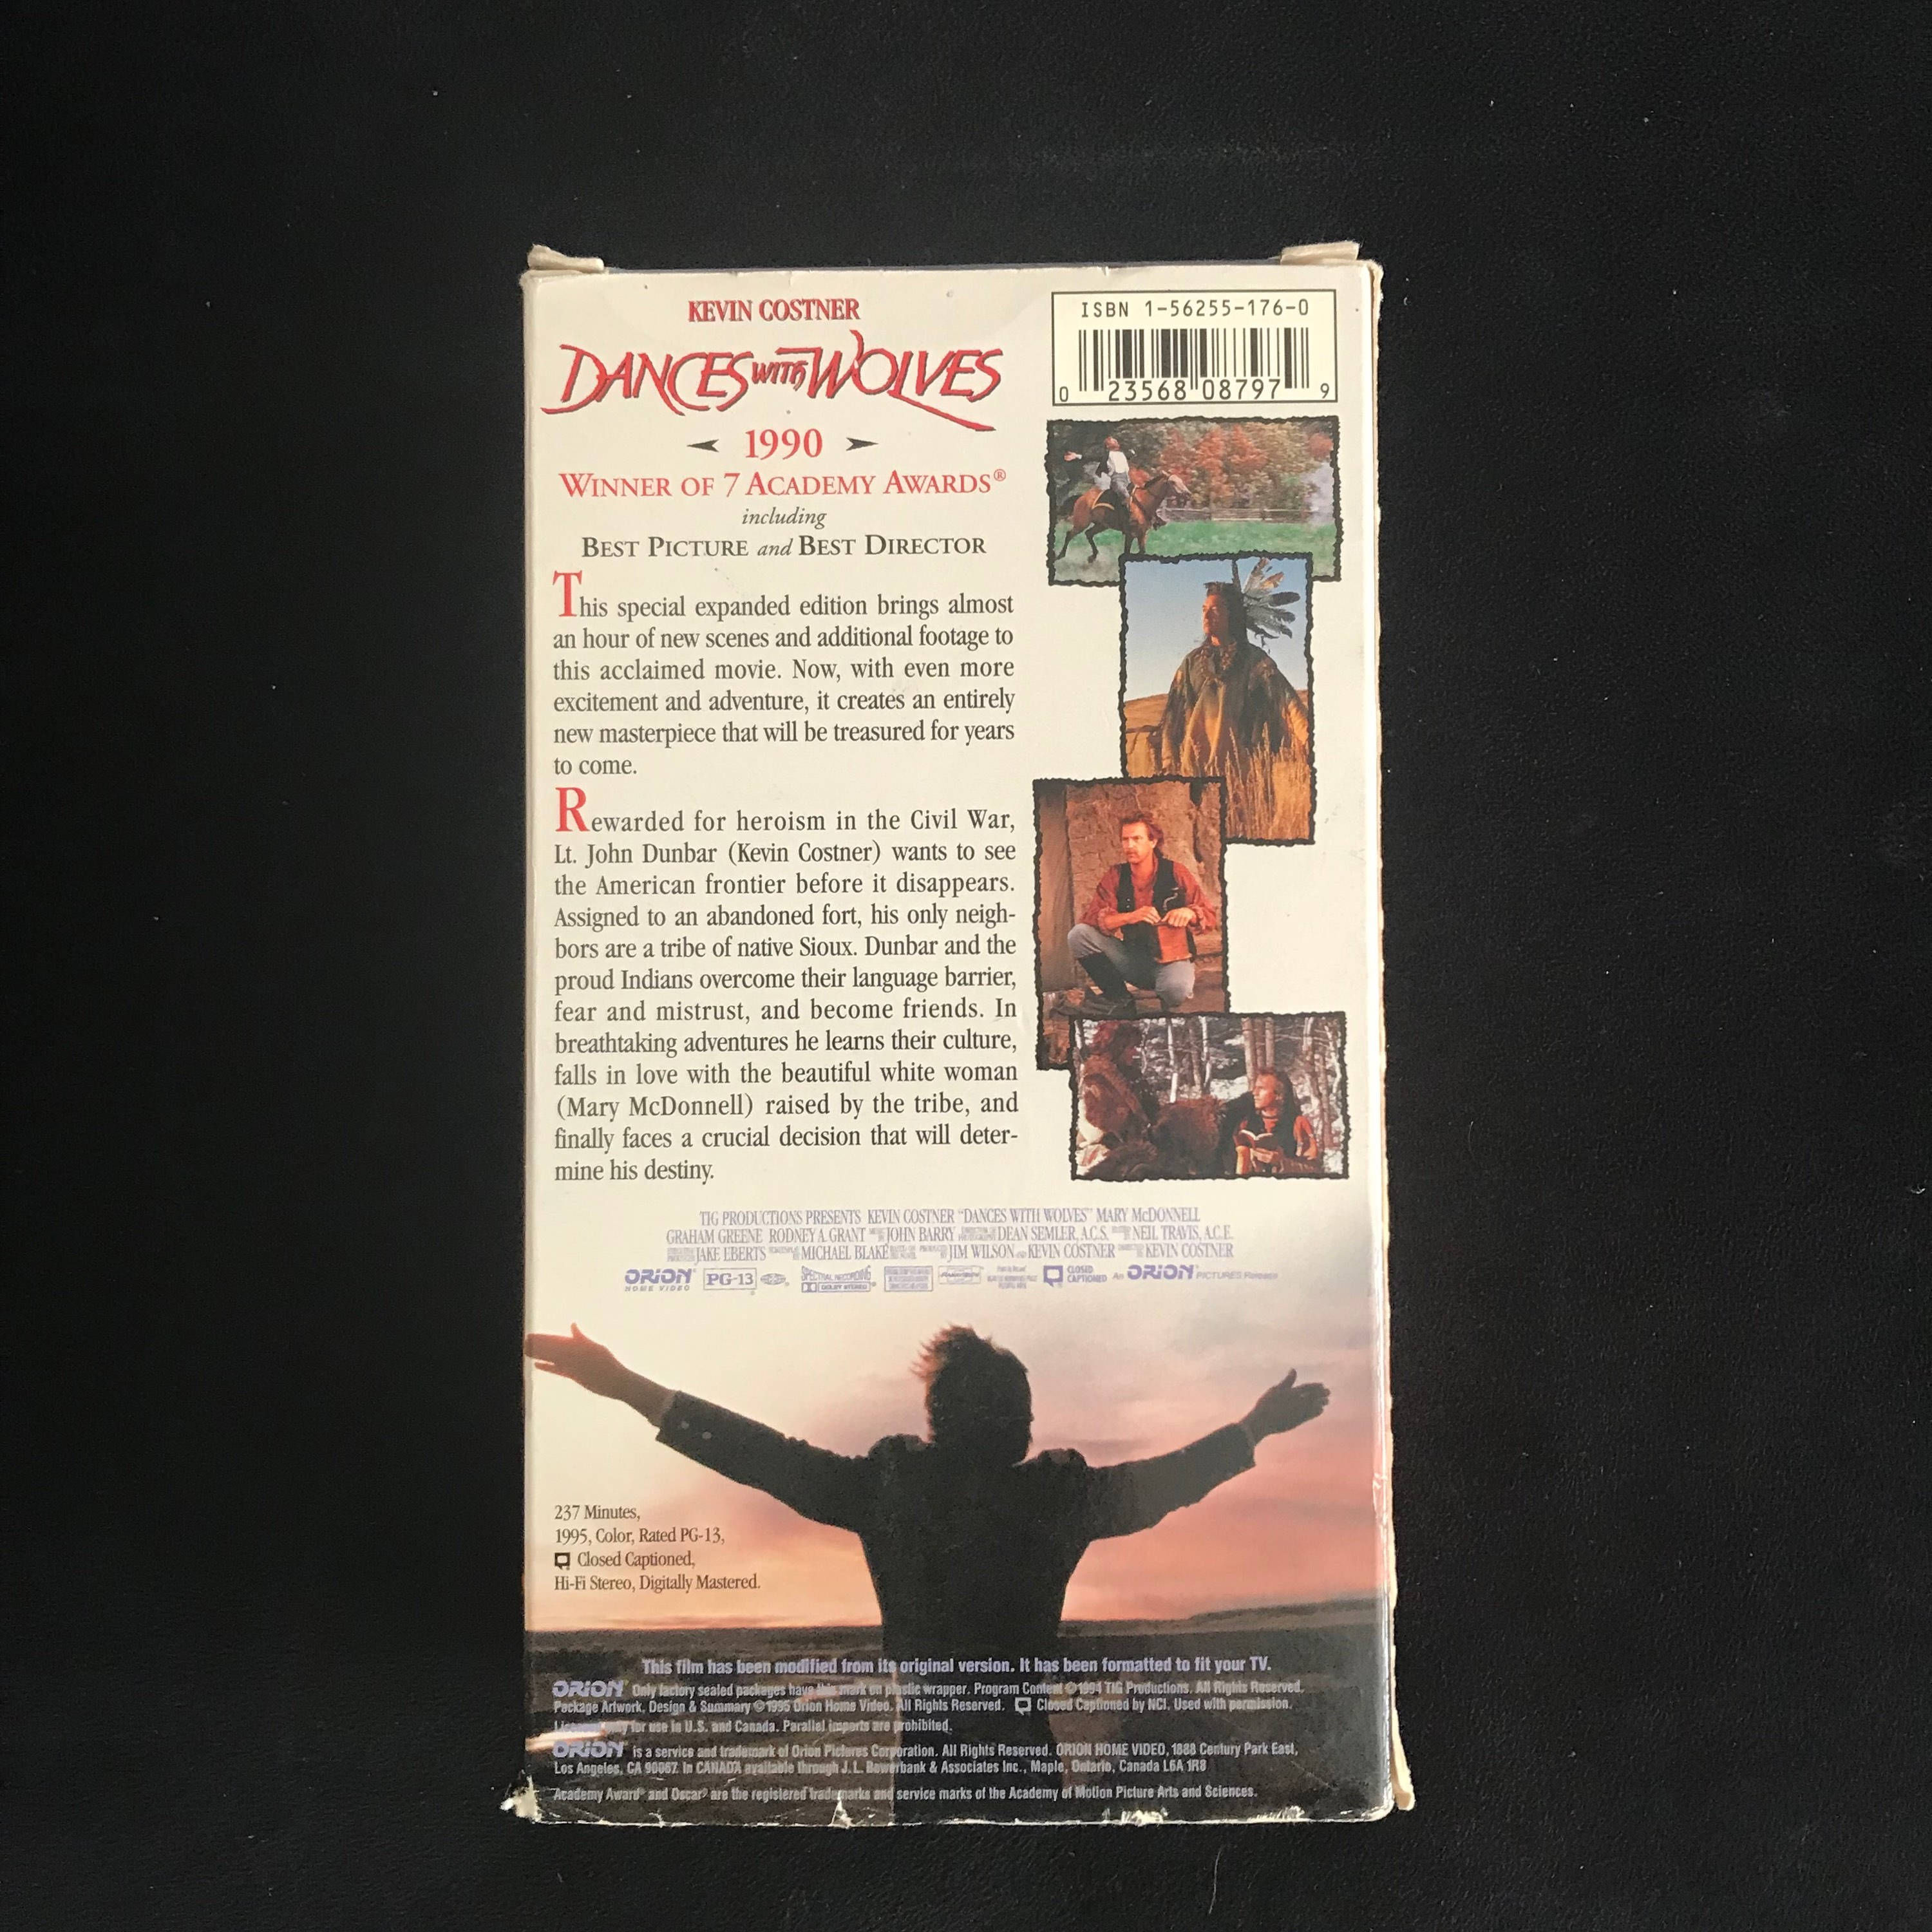 KEVIN COSTNER
DANCES WITH WOLVES
1990
WINNER OF 7 ACADEMY AWARDS®
including
BEST PICTURE and BEST DIRECTOR
ISBN 1-56255-176-0
0 23568 08797 9
This special expanded edition brings almost
an hour of new scenes and additional footage to
this acclaimed movie. Now, with even more
excitement and adventure, it creates an entirely
new masterpiece that will be treasured for years
to come.
Rewarded for heroism in the Civil War,
Lt. John Dunbar (Kevin Costner) wants to see
the American frontier before it disappears.
Assigned to an abandoned fort, his only neigh-
bors are a tribe of native Sioux. Dunbar and the
proud Indians overcome their language barrier,
fear and mistrust, and become friends. In
breathtaking adventures he learns their culture,
falls in love with the beautiful white woman
(Mary McDonnell) raised by the tribe, and
finally faces a crucial decision that will deter-
mine his destiny.
TIG PRODUCTIONS PRESENTS KEVIN COSTNER "DANCES WITH WOLVES" MARY McDONNELL
GRAHAM GREENE RODNEY A. GRANT JOHN BARRY DEAN SEMLER, A.C.S. NEIL TRAVIS, A.C.E.
JAKE EBERTS MICHAEL BLAKE JIM WILSON KEVIN COSTNER KEVIN COSTNER
ORION HOME VIDEO PG-13 SPECTRAL RECORDING DOLBY STEREO CLOSED CAPTIONED An ORION PICTURES Release
237 Minutes,
1995, Color, Rated PG-13,
Closed Captioned,
Hi-Fi Stereo, Digitally Mastered.
This film has been modified from its original version. It has been formatted to fit your TV.
ORION Only factory sealed packages have this mark on plastic wrapper. Program Content ©1994 TIG Productions. All Rights Reserved.
Package Artwork, Design & Summary ©1995 Orion Home Video. All Rights Reserved. Closed Captioned by NCI. Used with permission.
only for use in U.S. and Canada. Parallel imports are prohibited.
ORION is a service and trademark of Orion Pictures Corporation. All Rights Reserved. ORION HOME VIDEO, 1888 Century Park East,
Los Angeles, CA 90067. In CANADA available through J.L. Bowerbank & Associates Inc., Maple, Ontario, Canada L6A 1R8
Academy Award® and Oscar® are the registered trademarks and service marks of the Academy of Motion Picture Arts and Sciences.